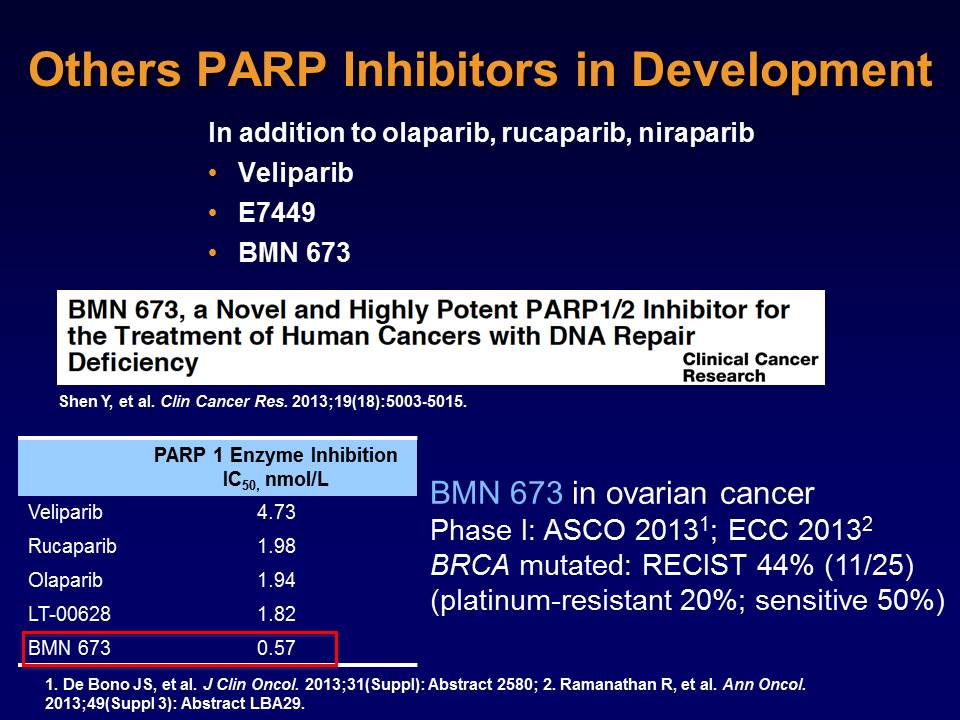 Others PARP Inhibitors in Development
In addition to olaparib, rucaparib, niraparib
• Veliparib
• E7449
• BMN 673
BMN 673, a Novel and Highly Potent PARP1/2 Inhibitor for
the Treatment of Human Cancers with DNA Repair
Deficiency
Clinical Cancer
Research
Shen Y, et al. Clin Cancer Res. 2013;19(18):5003-5015.
PARP 1 Enzyme Inhibition
IC50, nmol/L
Veliparib 4.73
Rucaparib 1.98
Olaparib 1.94
LT-00628 1.82
BMN 673 0.57
BMN 673 in ovarian cancer
Phase I: ASCO 2013¹; ECC 2013²
BRCA mutated: RECIST 44% (11/25)
(platinum-resistant 20%; sensitive 50%)
1. De Bono JS, et al. J Clin Oncol. 2013;31(Suppl): Abstract 2580; 2. Ramanathan R, et al. Ann Oncol.
2013;49(Suppl 3): Abstract LBA29.